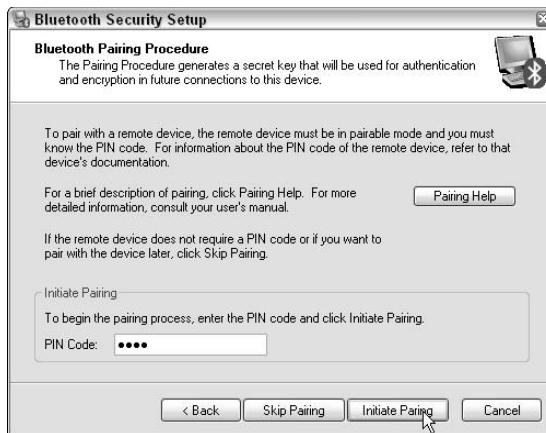 Bluetooth Security Setup
Bluetooth Pairing Procedure
The Pairing Procedure generates a secret key that will be used for authentication
and encryption in future connections to this device.
To pair with a remote device, the remote device must be in pairable mode and you must
know the PIN code. For information about the PIN code of the remote device, refer to that
device's documentation.
For a brief description of pairing, click Pairing Help. For more
detailed information, consult your user's manual.
Pairing Help
If the remote device does not require a PIN code or if you want to
pair with the device later, click Skip Pairing.
Initiate Pairing
To begin the pairing process, enter the PIN code and click Initiate Pairing.
PIN Code: ●●●●
< Back Skip Pairing Initiate Paring Cancel